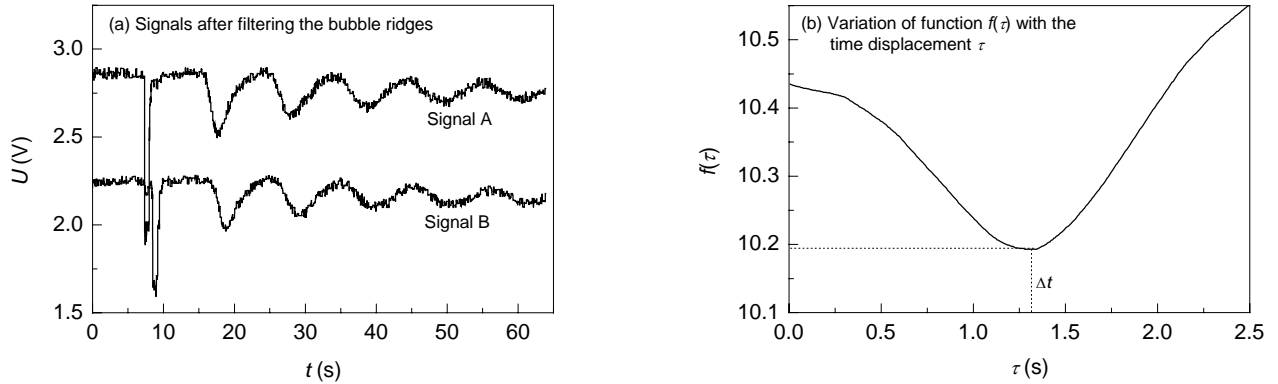 (a) Signals after filtering the bubble ridges
3.0
2.5
2.0
1.5
U (V)
Signal A
Signal B
0 10 20 30 40 50 60
t (s)
(b) Variation of function f(τ) with the
time displacement τ
10.5
10.4
10.3
10.2
10.1
f(τ)
Δt
0.0 0.5 1.0 1.5 2.0 2.5
τ (s)